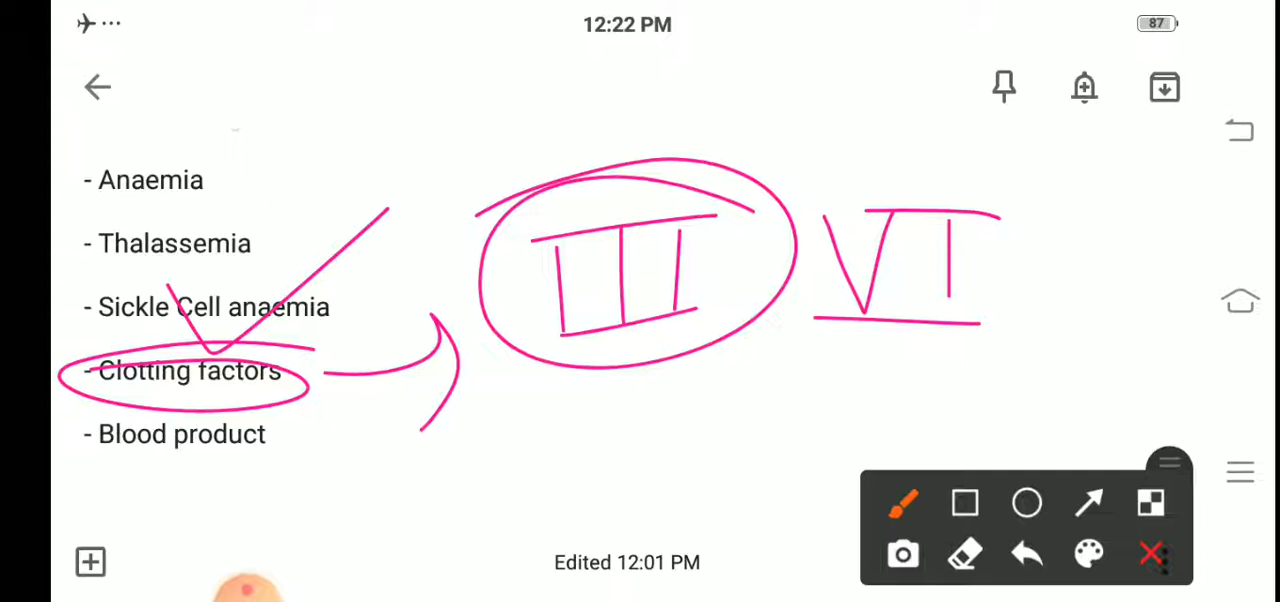 12:22 PM
87
- Anaemia
- Thalassemia
- Sickle Cell anaemia
III VI
- Clotting factors
- Blood product
Edited 12:01 PM